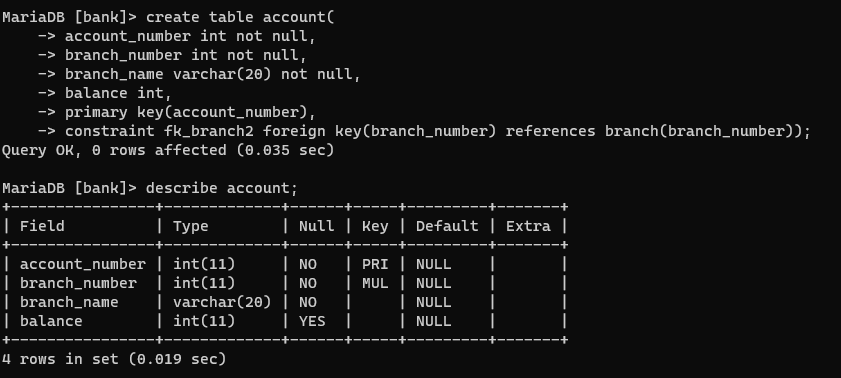 MariaDB [bank]> create table account(
    -> account_number int not null,
    -> branch_number int not null,
    -> branch_name varchar(20) not null,
    -> balance int,
    -> primary key(account_number),
    -> constraint fk_branch2 foreign key(branch_number) references branch(branch_number));
Query OK, 0 rows affected (0.035 sec)

MariaDB [bank]> describe account;
+----------------+-------------+------+-----+---------+-------+
| Field          | Type        | Null | Key | Default | Extra |
+----------------+-------------+------+-----+---------+-------+
| account_number | int(11)     | NO   | PRI | NULL    |       |
| branch_number  | int(11)     | NO   | MUL | NULL    |       |
| branch_name    | varchar(20) | NO   |     | NULL    |       |
| balance        | int(11)     | YES  |     | NULL    |       |
+----------------+-------------+------+-----+---------+-------+
4 rows in set (0.019 sec)